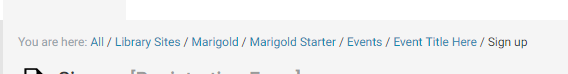 You are here: All / Library Sites / Marigold / Marigold Starter / Events / Event Title Here / Sign up